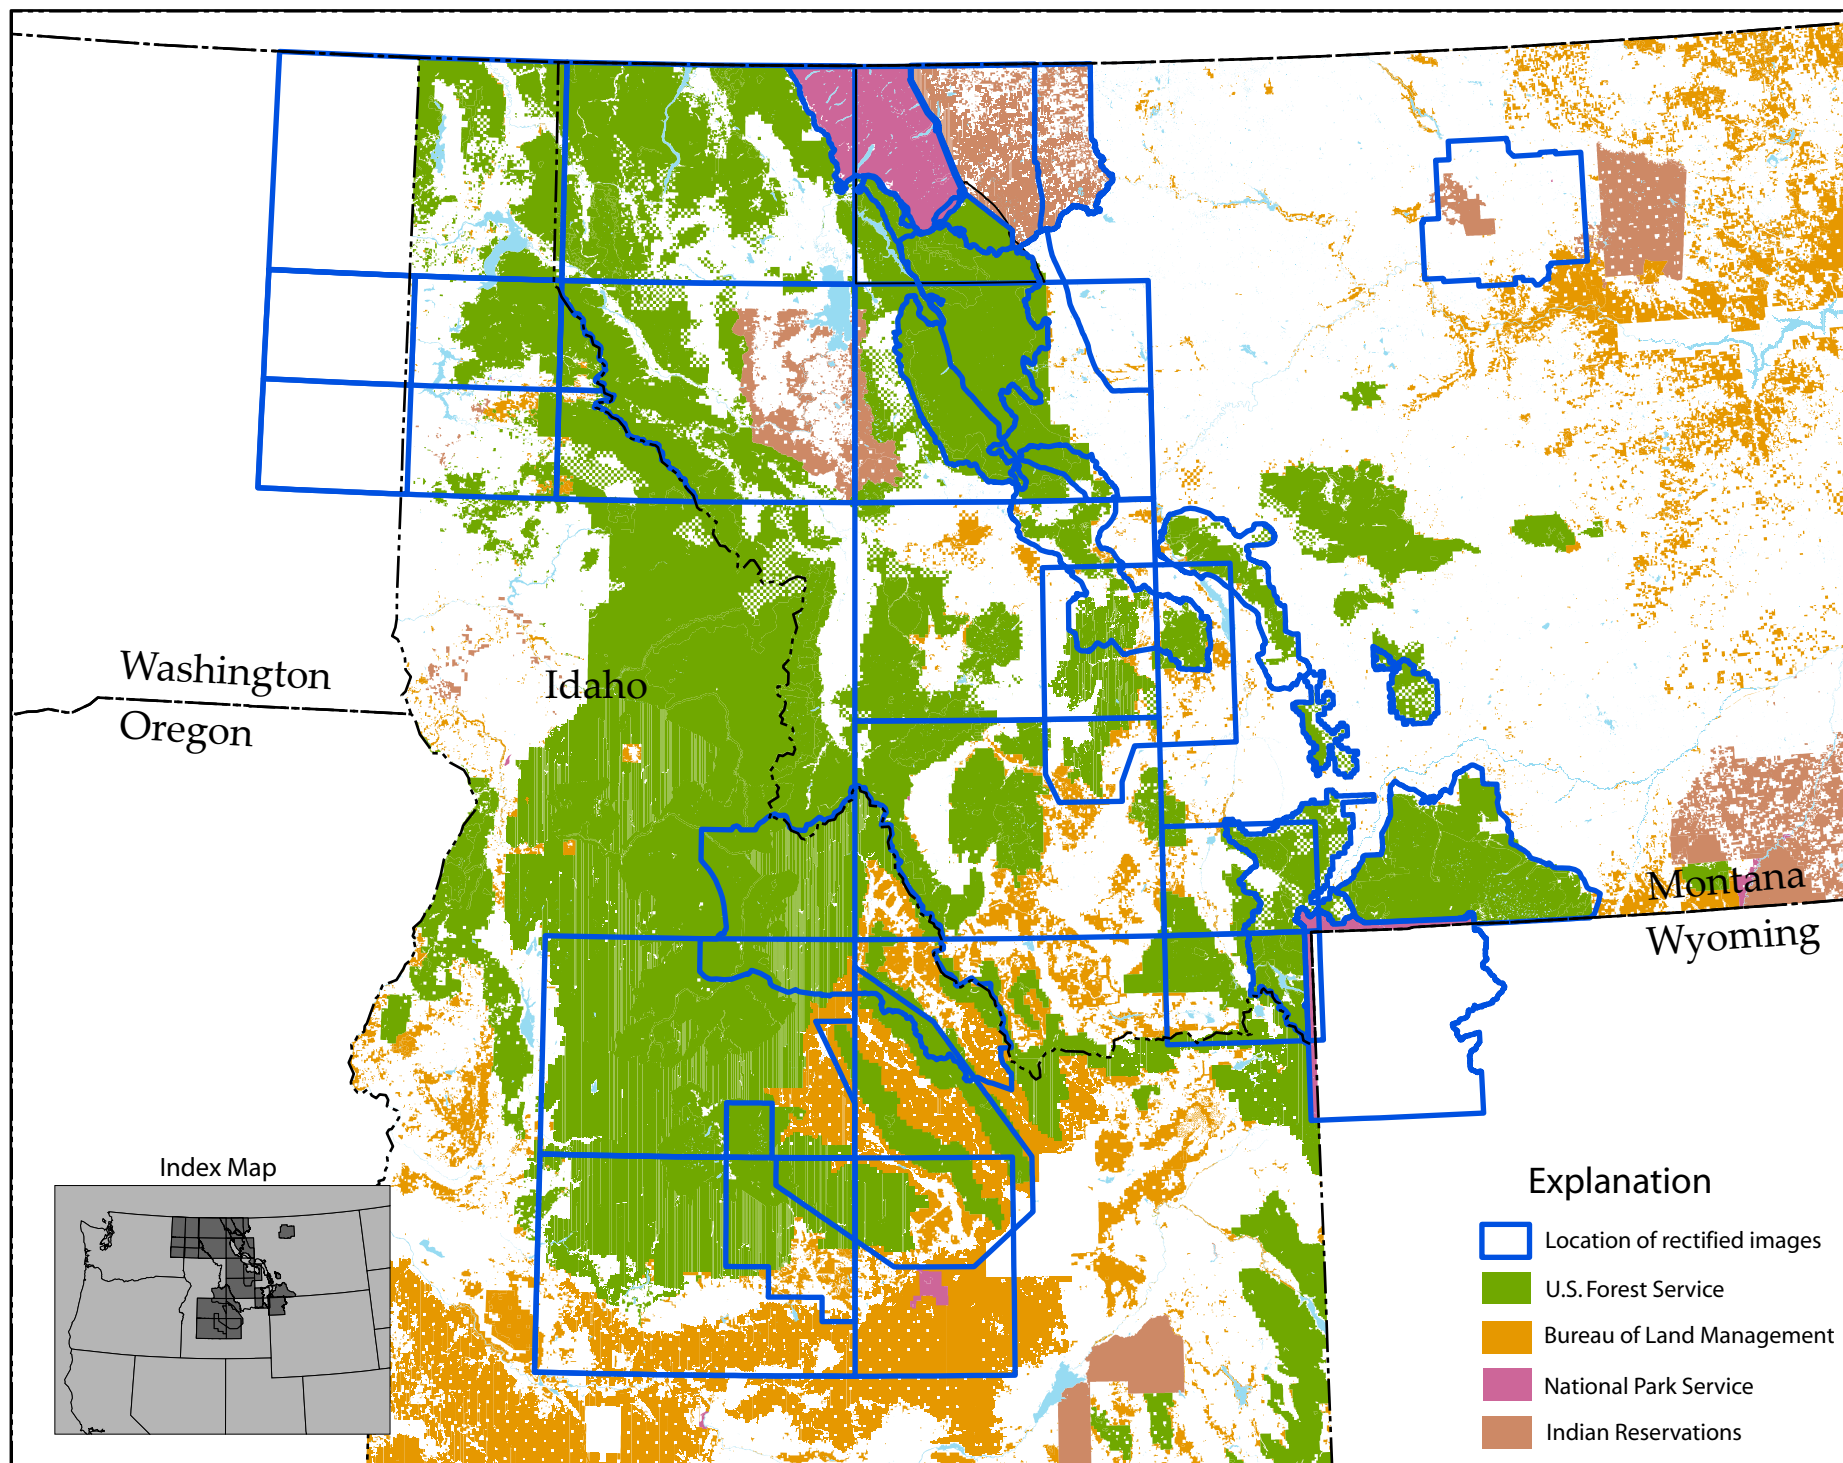 Washington
Oregon
Idaho
Montana
Wyoming
Index Map
Explanation
Location of rectified images
U.S. Forest Service
Bureau of Land Management
National Park Service
Indian Reservations